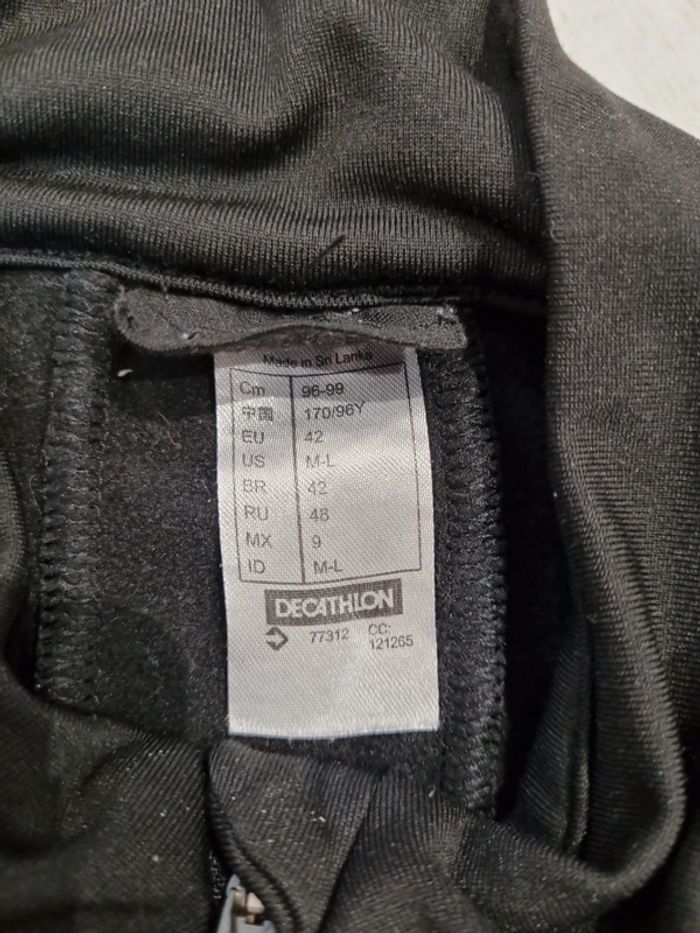 Made in Sri Lanka
Cm 96-99
中國 170/96Y
EU 42
US M-L
BR 42
RU 48
MX 9
ID M-L
DECATHLON
77312 CC:
121265